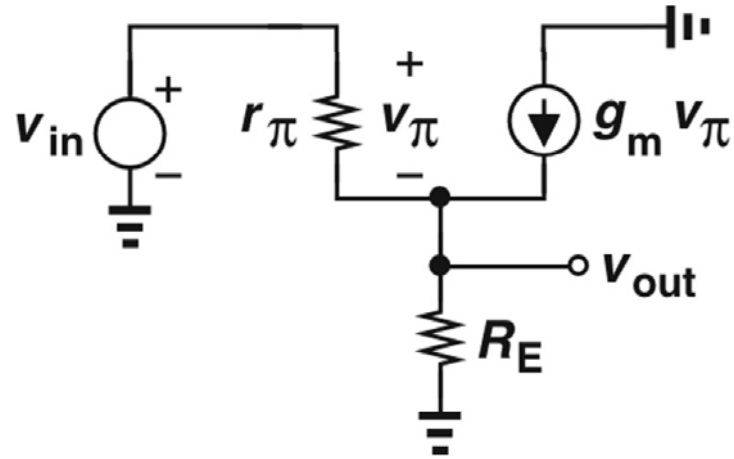 +
v_in
−
r_π
+
v_π
−
g_m v_π
v_out
R_E